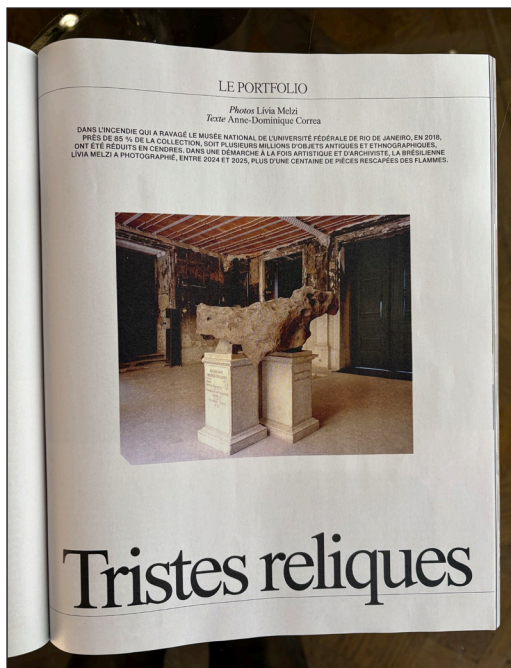 LE PORTFOLIO
Photos Lívia Melzi
Texte Anne-Dominique Correa
DANS L'INCENDIE QUI A RAVAGÉ LE MUSÉE NATIONAL DE L'UNIVERSITÉ FÉDÉRALE DE RIO DE JANEIRO, EN 2018,
PRÈS DE 85 % DE LA COLLECTION, SOIT PLUSIEURS MILLIONS D'OBJETS ANTIQUES ET ETHNOGRAPHIQUES,
ONT ÉTÉ RÉDUITS EN CENDRES. DANS UNE DÉMARCHE À LA FOIS ARTISTIQUE ET D'ARCHIVISTE, LA BRÉSILIENNE
LÍVIA MELZI A PHOTOGRAPHIÉ, ENTRE 2024 ET 2025, PLUS D'UNE CENTAINE DE PIÈCES RESCAPÉES DES FLAMMES.
Tristes reliques